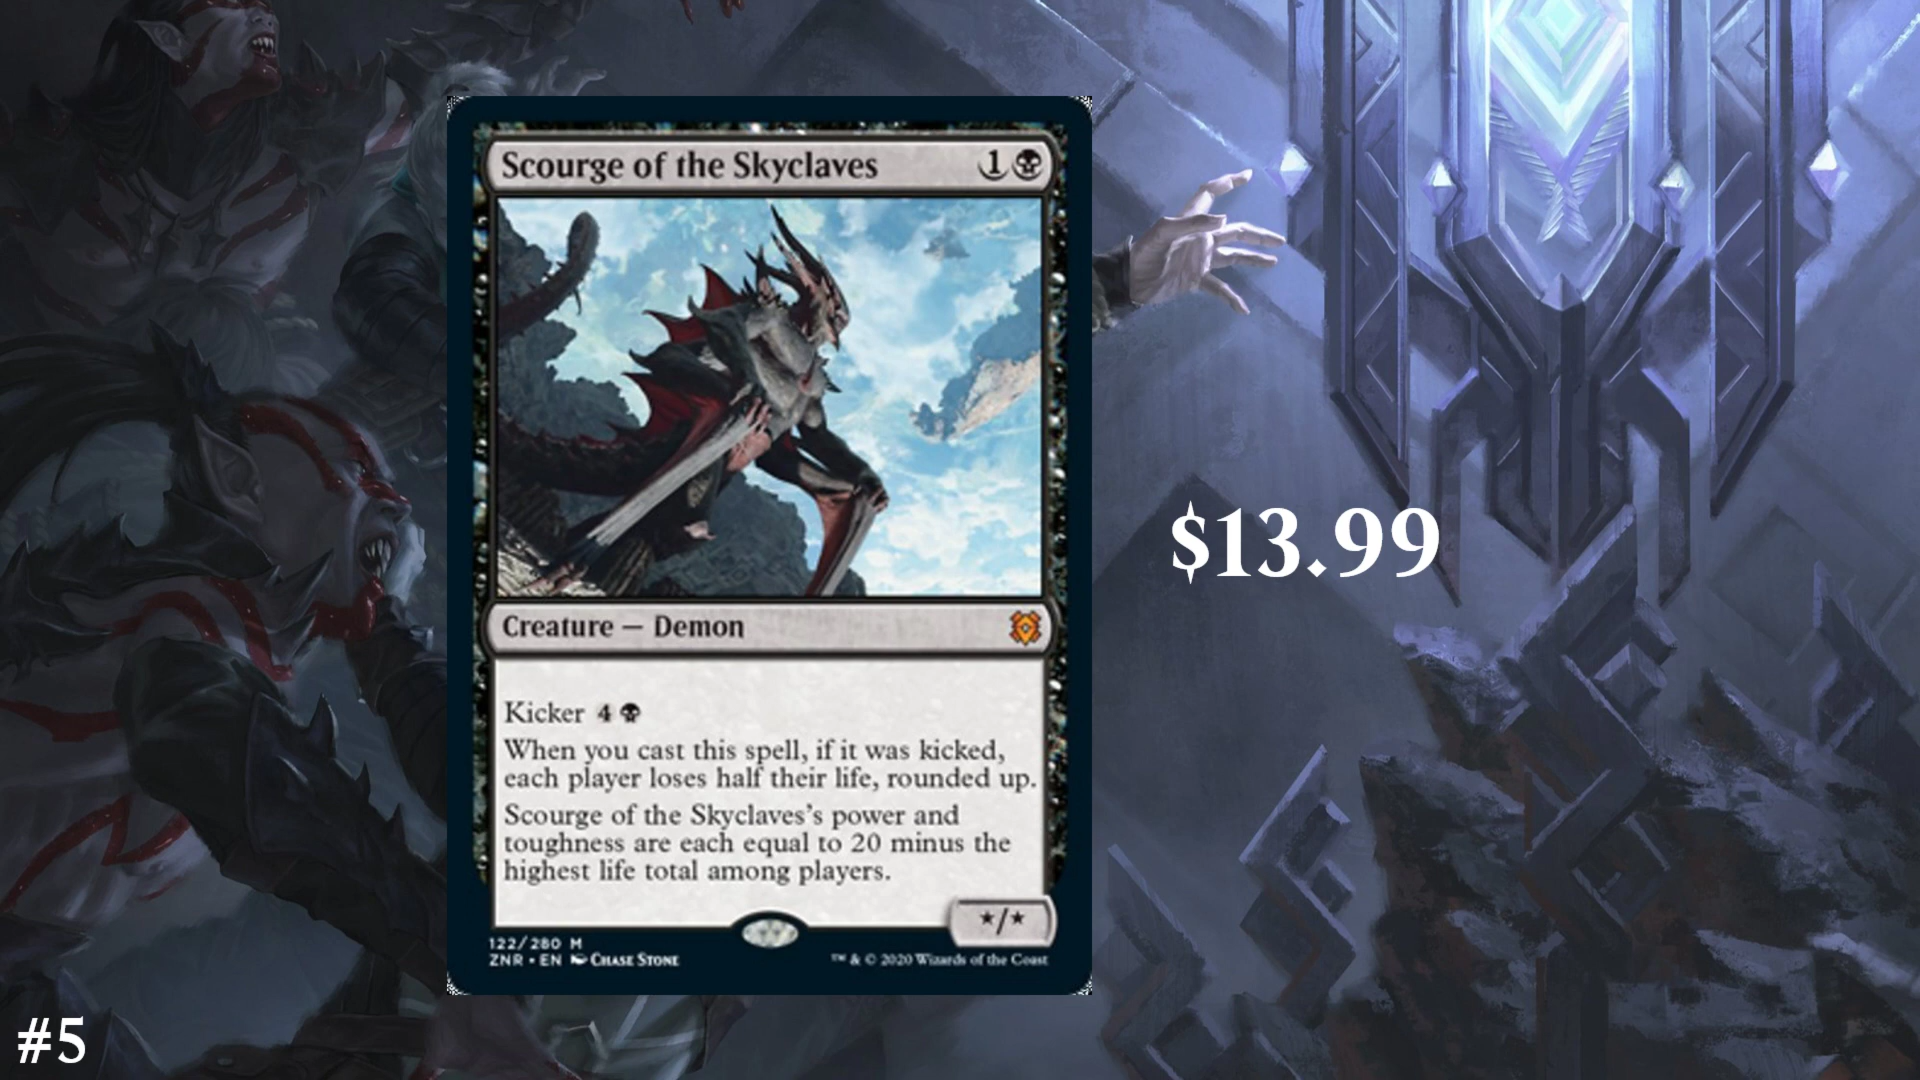 Scourge of the Skyclaves 1
Creature — Demon
Kicker 4
When you cast this spell, if it was kicked,
each player loses half their life, rounded up.
Scourge of the Skyclaves's power and
toughness are each equal to 20 minus the
highest life total among players.
★/★
122/280 M
ZNR • EN Chase Stone
™ & © 2020 Wizards of the Coast
$13.99
#5